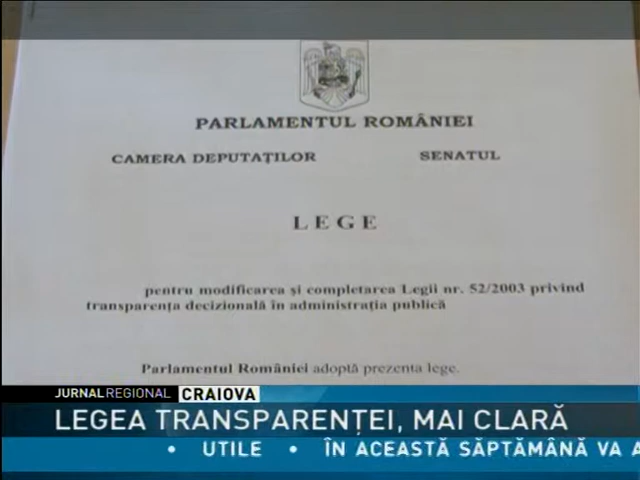 PARLAMENTUL ROMÂNIEI
CAMERA DEPUTAȚILOR SENATUL
LEGE
pentru modificarea și completarea Legii nr. 52/2003 privind
transparența decizională în administrația publică
Parlamentul României adoptă prezenta lege.
JURNAL REGIONAL CRAIOVA
LEGEA TRANSPARENȚEI, MAI CLARĂ
• UTILE • ÎN ACEASTĂ SĂPTĂMÂNĂ VA